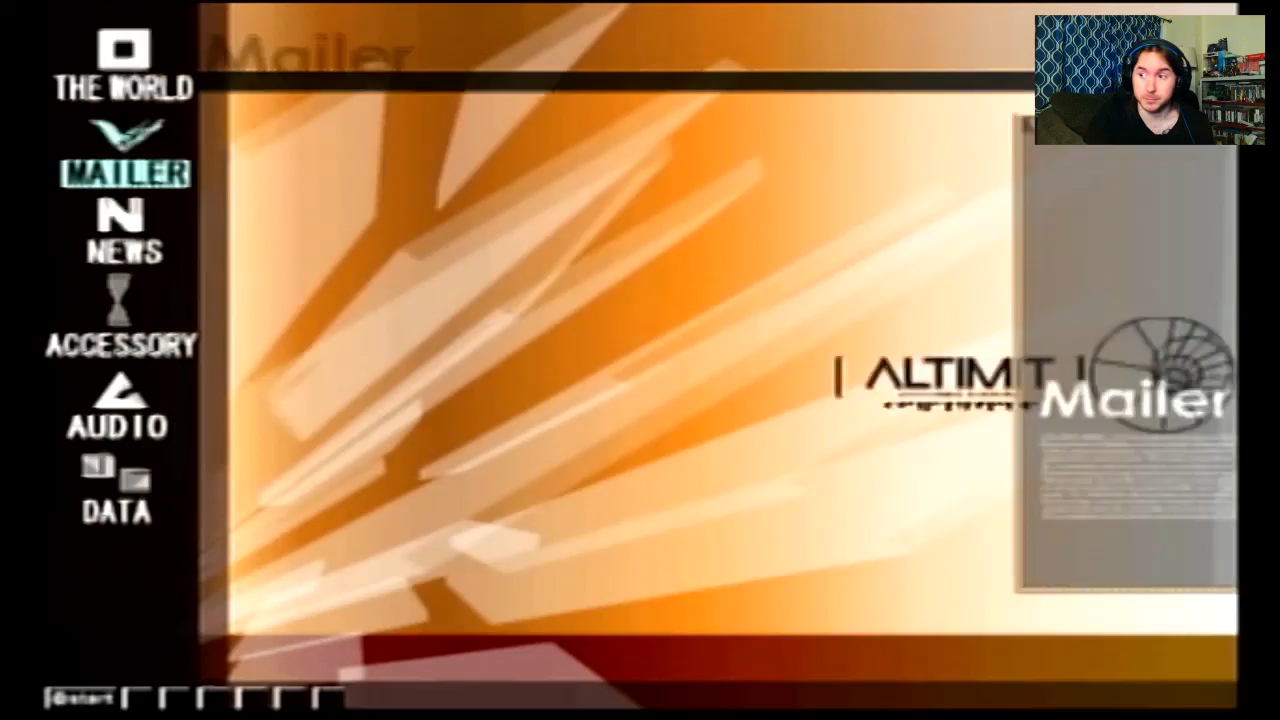 Mailer
THE WORLD
MAILER
NEWS
ACCESSORY
AUDIO
DATA
[ ALTIMIT ]
Mailer
@start